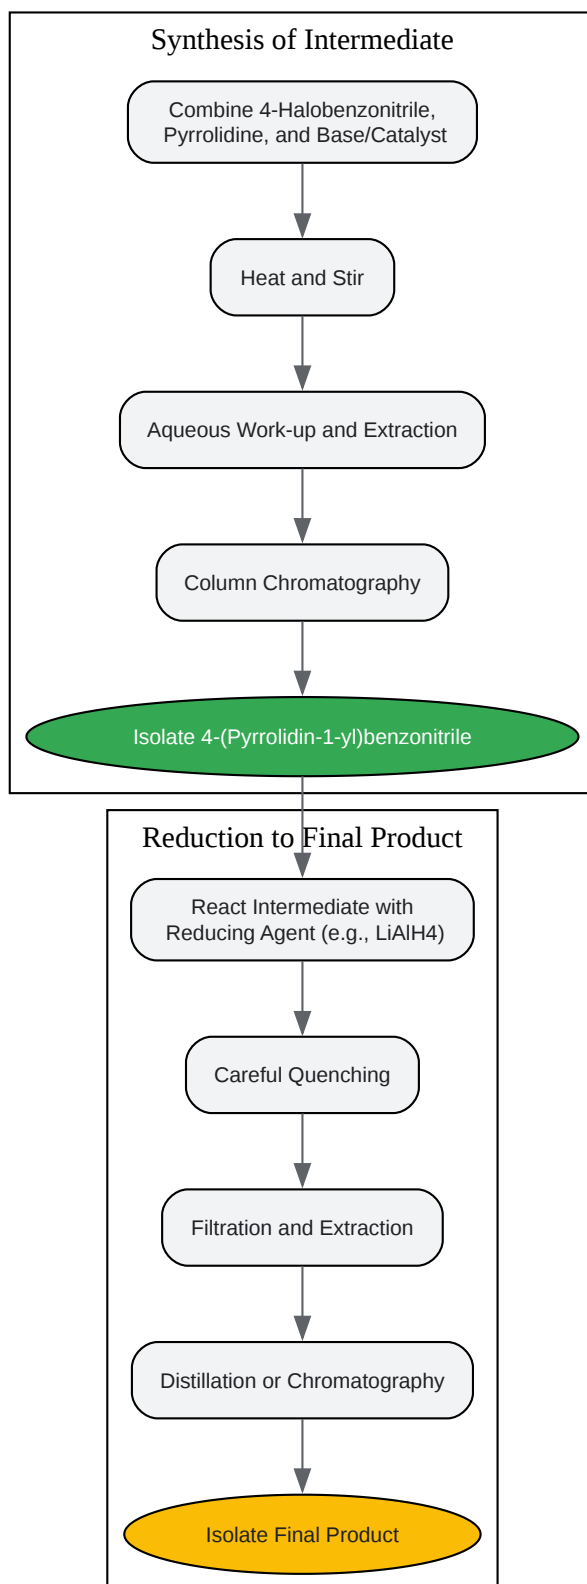 Synthesis of Intermediate
Combine 4-Halobenzonitrile,
Pyrrolidine, and Base/Catalyst
Heat and Stir
Aqueous Work-up and Extraction
Column Chromatography
Isolate 4-(Pyrrolidin-1-yl)benzonitrile
Reduction to Final Product
React Intermediate with
Reducing Agent (e.g., LiAlH4)
Careful Quenching
Filtration and Extraction
Distillation or Chromatography
Isolate Final Product